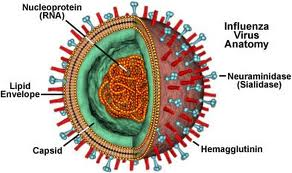 Nucleoprotein
(RNA)
Influenza
Virus
Anatomy
Lipid
Envelope
Neuraminidase
(Sialidase)
Capsid
Hemagglutinin